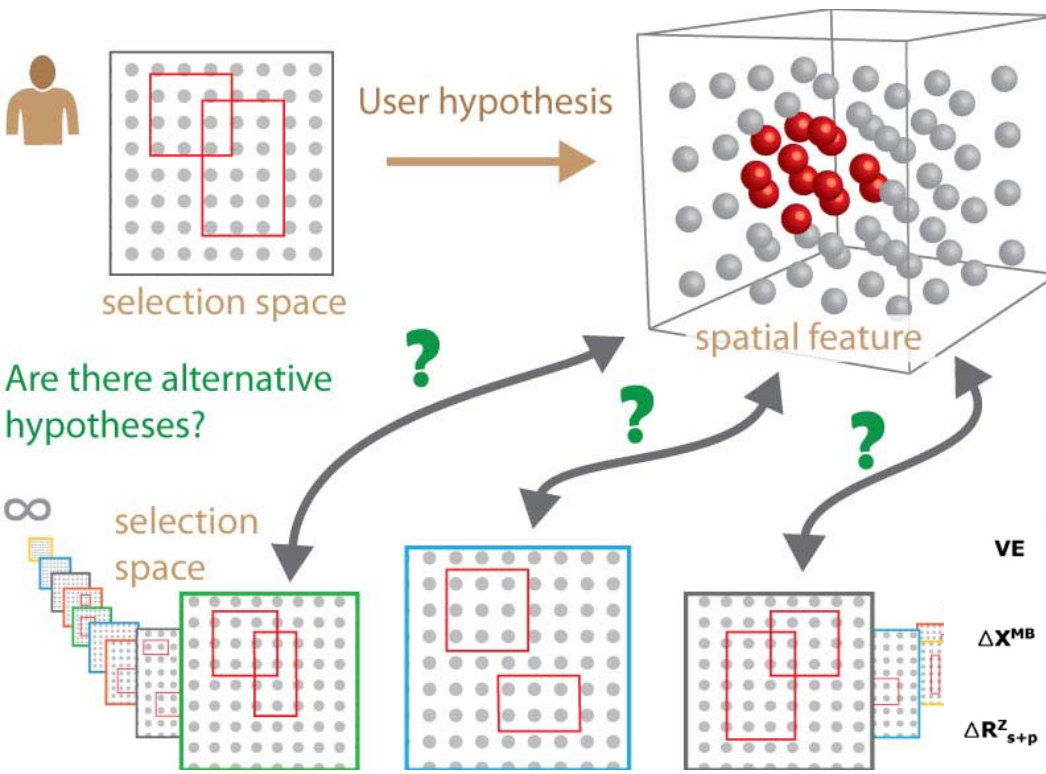 User hypothesis
selection space
spatial feature
?
Are there alternative
hypotheses?
?
?
∞
selection
space
VE
ΔX^MB
ΔR^Z_s+p